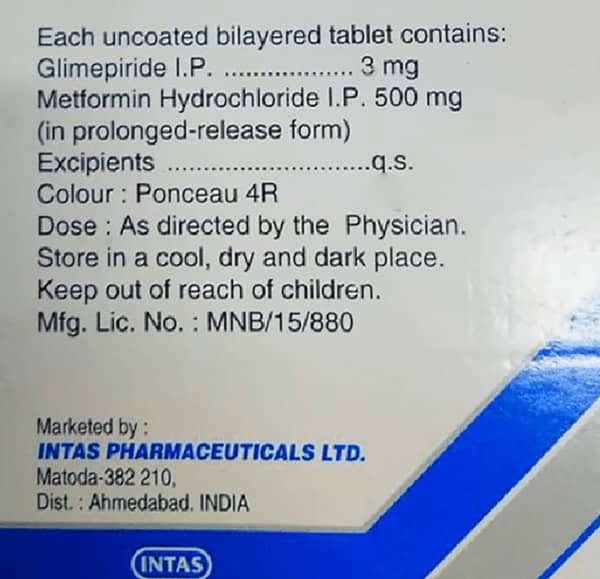 Each uncoated bilayered tablet contains:
Glimepiride I.P. .................. 3 mg
Metformin Hydrochloride I.P. 500 mg
(in prolonged-release form)
Excipients ................................q.s.
Colour : Ponceau 4R
Dose : As directed by the Physician.
Store in a cool, dry and dark place.
Keep out of reach of children.
Mfg. Lic. No. : MNB/15/880
Marketed by :
INTAS PHARMACEUTICALS LTD.
Matoda-382 210,
Dist. : Ahmedabad. INDIA
INTAS